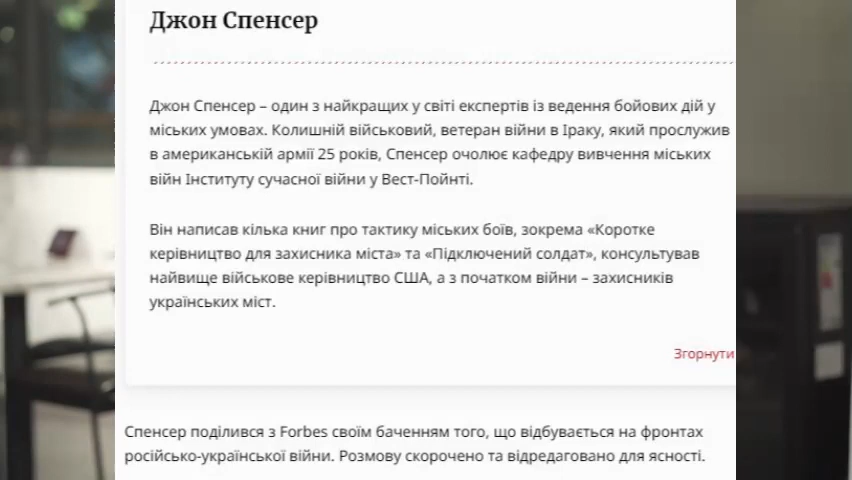 Джон Спенсер
Джон Спенсер – один з найкращих у світі експертів із ведення бойових дій у
міських умовах. Колишній військовий, ветеран війни в Іраку, який прослужив
в американській армії 25 років, Спенсер очолює кафедру вивчення міських
війн Інституту сучасної війни у Вест-Пойнті.
Він написав кілька книг про тактику міських боїв, зокрема «Коротке
керівництво для захисника міста» та «Підключений солдат», консультував
найвище військове керівництво США, а з початком війни – захисників
українських міст.
Згорнути
Спенсер поділився з Forbes своїм баченням того, що відбувається на фронтах
російсько-української війни. Розмову скорочено та відредаговано для ясності.